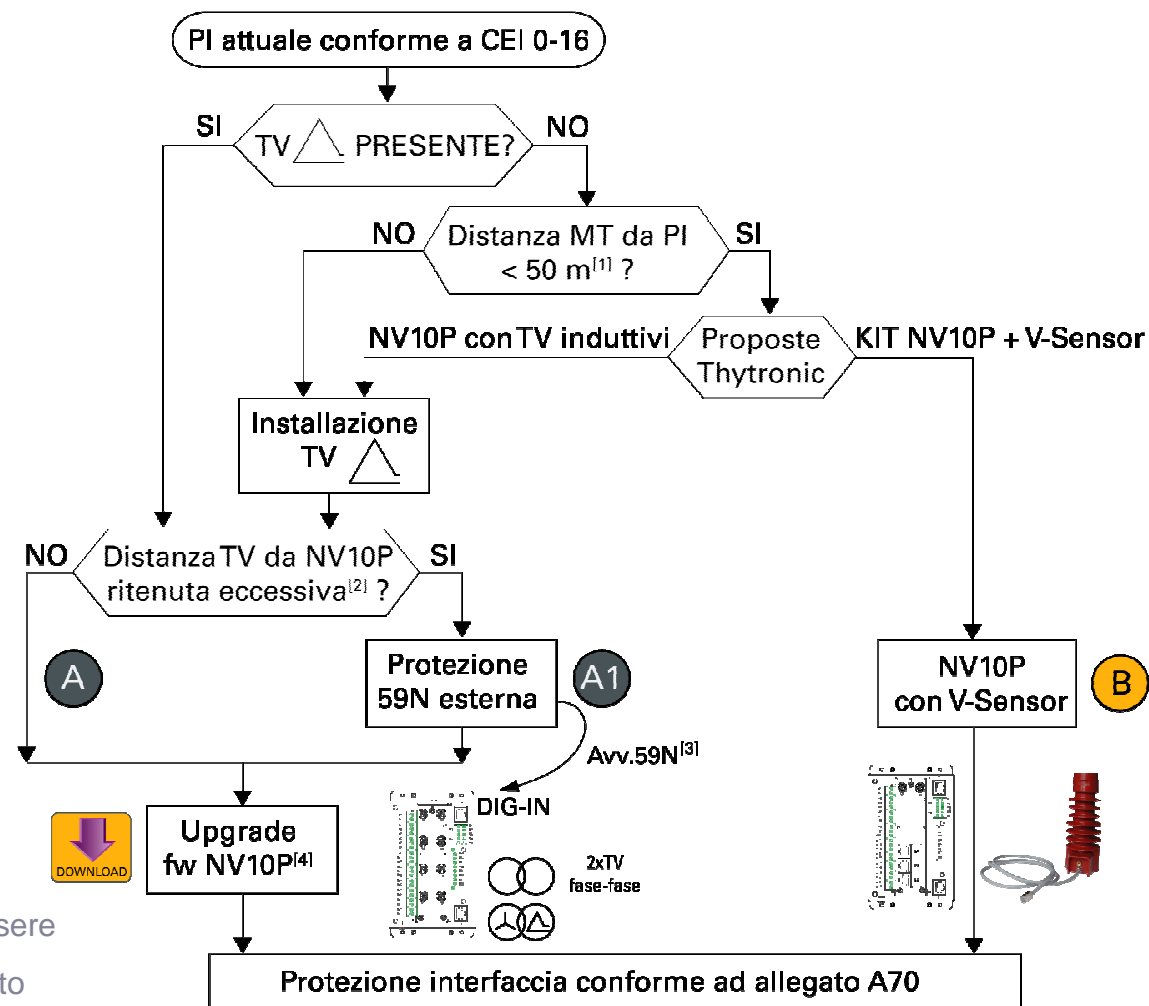 PI attuale conforme a CEI 0-16
SI
TV PRESENTE?
NO
NO
Distanza MT da PI
< 50 m[1] ?
SI
NV10P con TV induttivi
Proposte
Thytronic
KIT NV10P + V-Sensor
Installazione
TV
NO
Distanza TV da NV10P
ritenuta eccessiva[2] ?
SI
A
Protezione
59N esterna
A1
NV10P
con V-Sensor
B
Avv.59N[3]
DIG-IN
DOWNLOAD
Upgrade
fw NV10P[4]
2xTV
fase-fase
sere
to
Protezione interfaccia conforme ad allegato A70